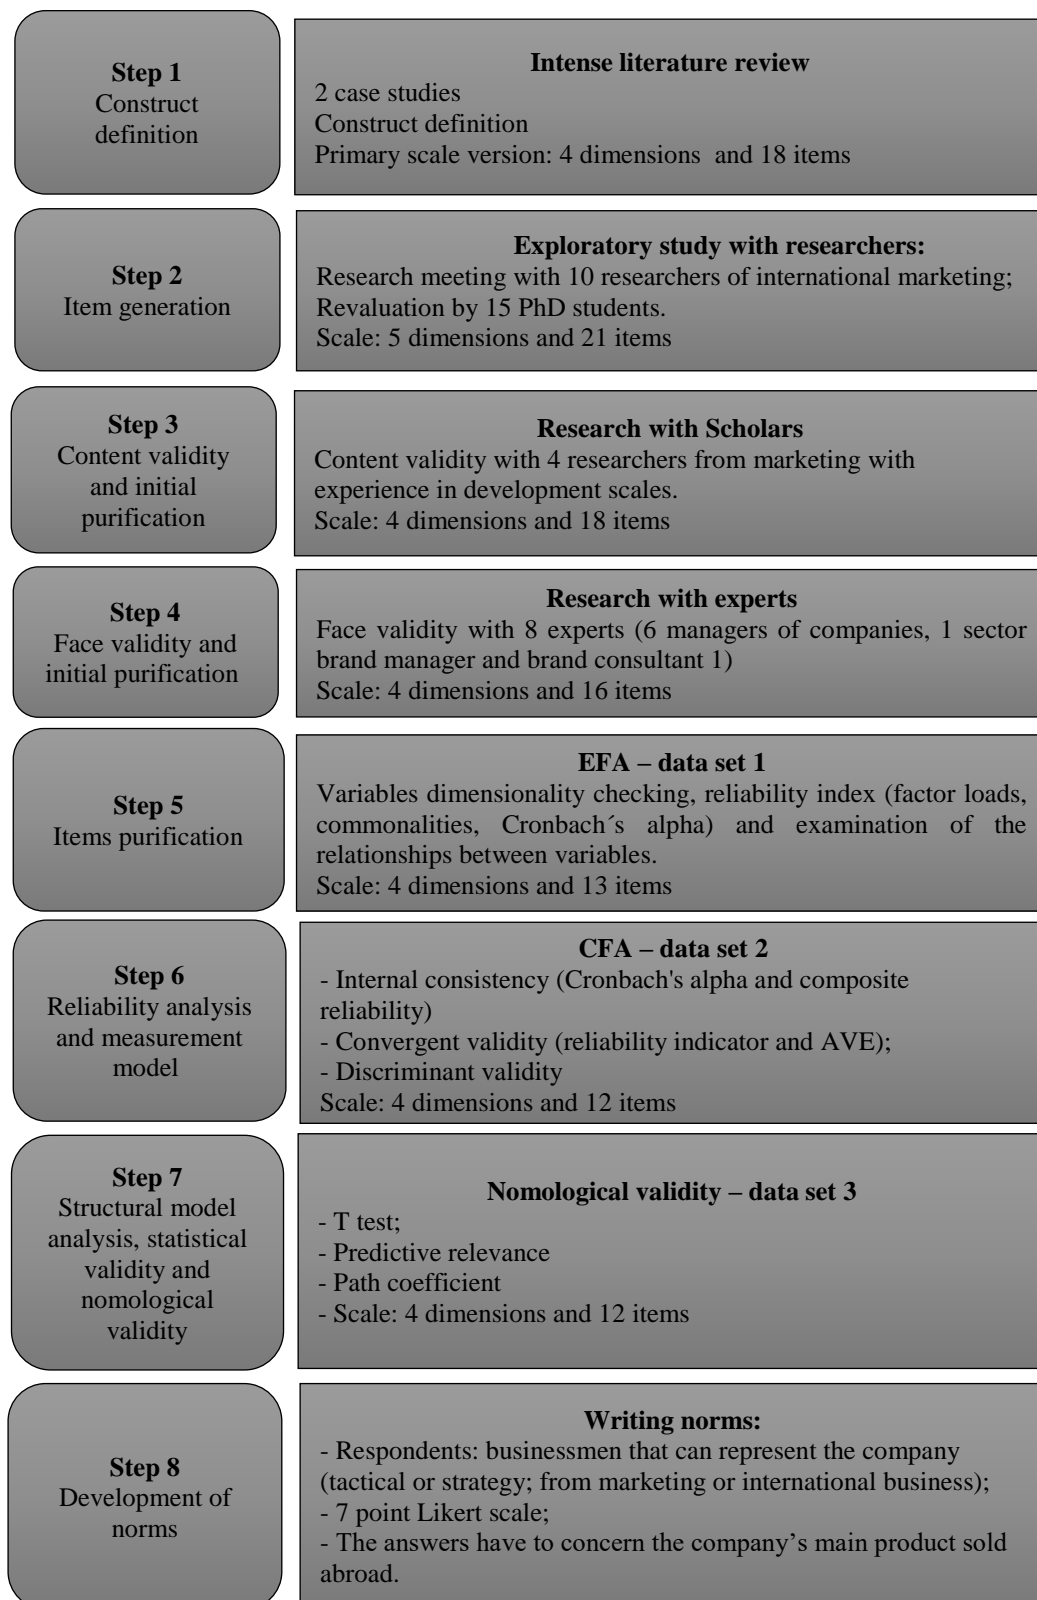 Step 1
Construct
definition
Intense literature review
2 case studies
Construct definition
Primary scale version: 4 dimensions and 18 items
Step 2
Item generation
Exploratory study with researchers:
Research meeting with 10 researchers of international marketing;
Revaluation by 15 PhD students.
Scale: 5 dimensions and 21 items
Step 3
Content validity
and initial
purification
Research with Scholars
Content validity with 4 researchers from marketing with
experience in development scales.
Scale: 4 dimensions and 18 items
Step 4
Face validity and
initial purification
Research with experts
Face validity with 8 experts (6 managers of companies, 1 sector
brand manager and brand consultant 1)
Scale: 4 dimensions and 16 items
Step 5
Items purification
EFA – data set 1
Variables dimensionality checking, reliability index (factor loads,
commonalities, Cronbach´s alpha) and examination of the
relationships between variables.
Scale: 4 dimensions and 13 items
Step 6
Reliability analysis
and measurement
model
CFA – data set 2
- Internal consistency (Cronbach's alpha and composite
reliability)
- Convergent validity (reliability indicator and AVE);
- Discriminant validity
Scale: 4 dimensions and 12 items
Step 7
Structural model
analysis, statistical
validity and
nomological
validity
Nomological validity – data set 3
- T test;
- Predictive relevance
- Path coefficient
- Scale: 4 dimensions and 12 items
Step 8
Development of
norms
Writing norms:
- Respondents: businessmen that can represent the company
(tactical or strategy; from marketing or international business);
- 7 point Likert scale;
- The answers have to concern the company’s main product sold
abroad.